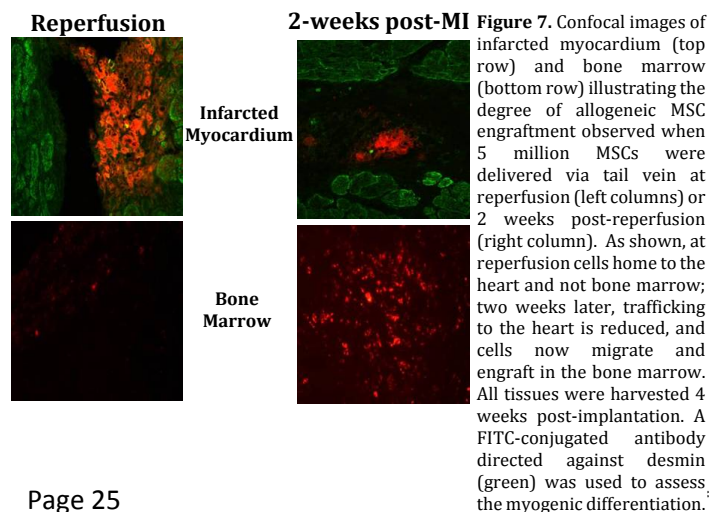 Reperfusion
2-weeks post-MI
Infarcted
Myocardium
Bone
Marrow
Figure 7. Confocal images of
infarcted myocardium (top
row) and bone marrow
(bottom row) illustrating the
degree of allogeneic MSC
engraftment observed when
5 million MSCs were
delivered via tail vein at
reperfusion (left columns) or
2 weeks post-reperfusion
(right column). As shown, at
reperfusion cells home to the
heart and not bone marrow;
two weeks later, trafficking
to the heart is reduced, and
cells now migrate and
engraft in the bone marrow.
All tissues were harvested 4
weeks post-implantation. A
FITC-conjugated antibody
directed against desmin
(green) was used to assess
the myogenic differentiation.
Page 25